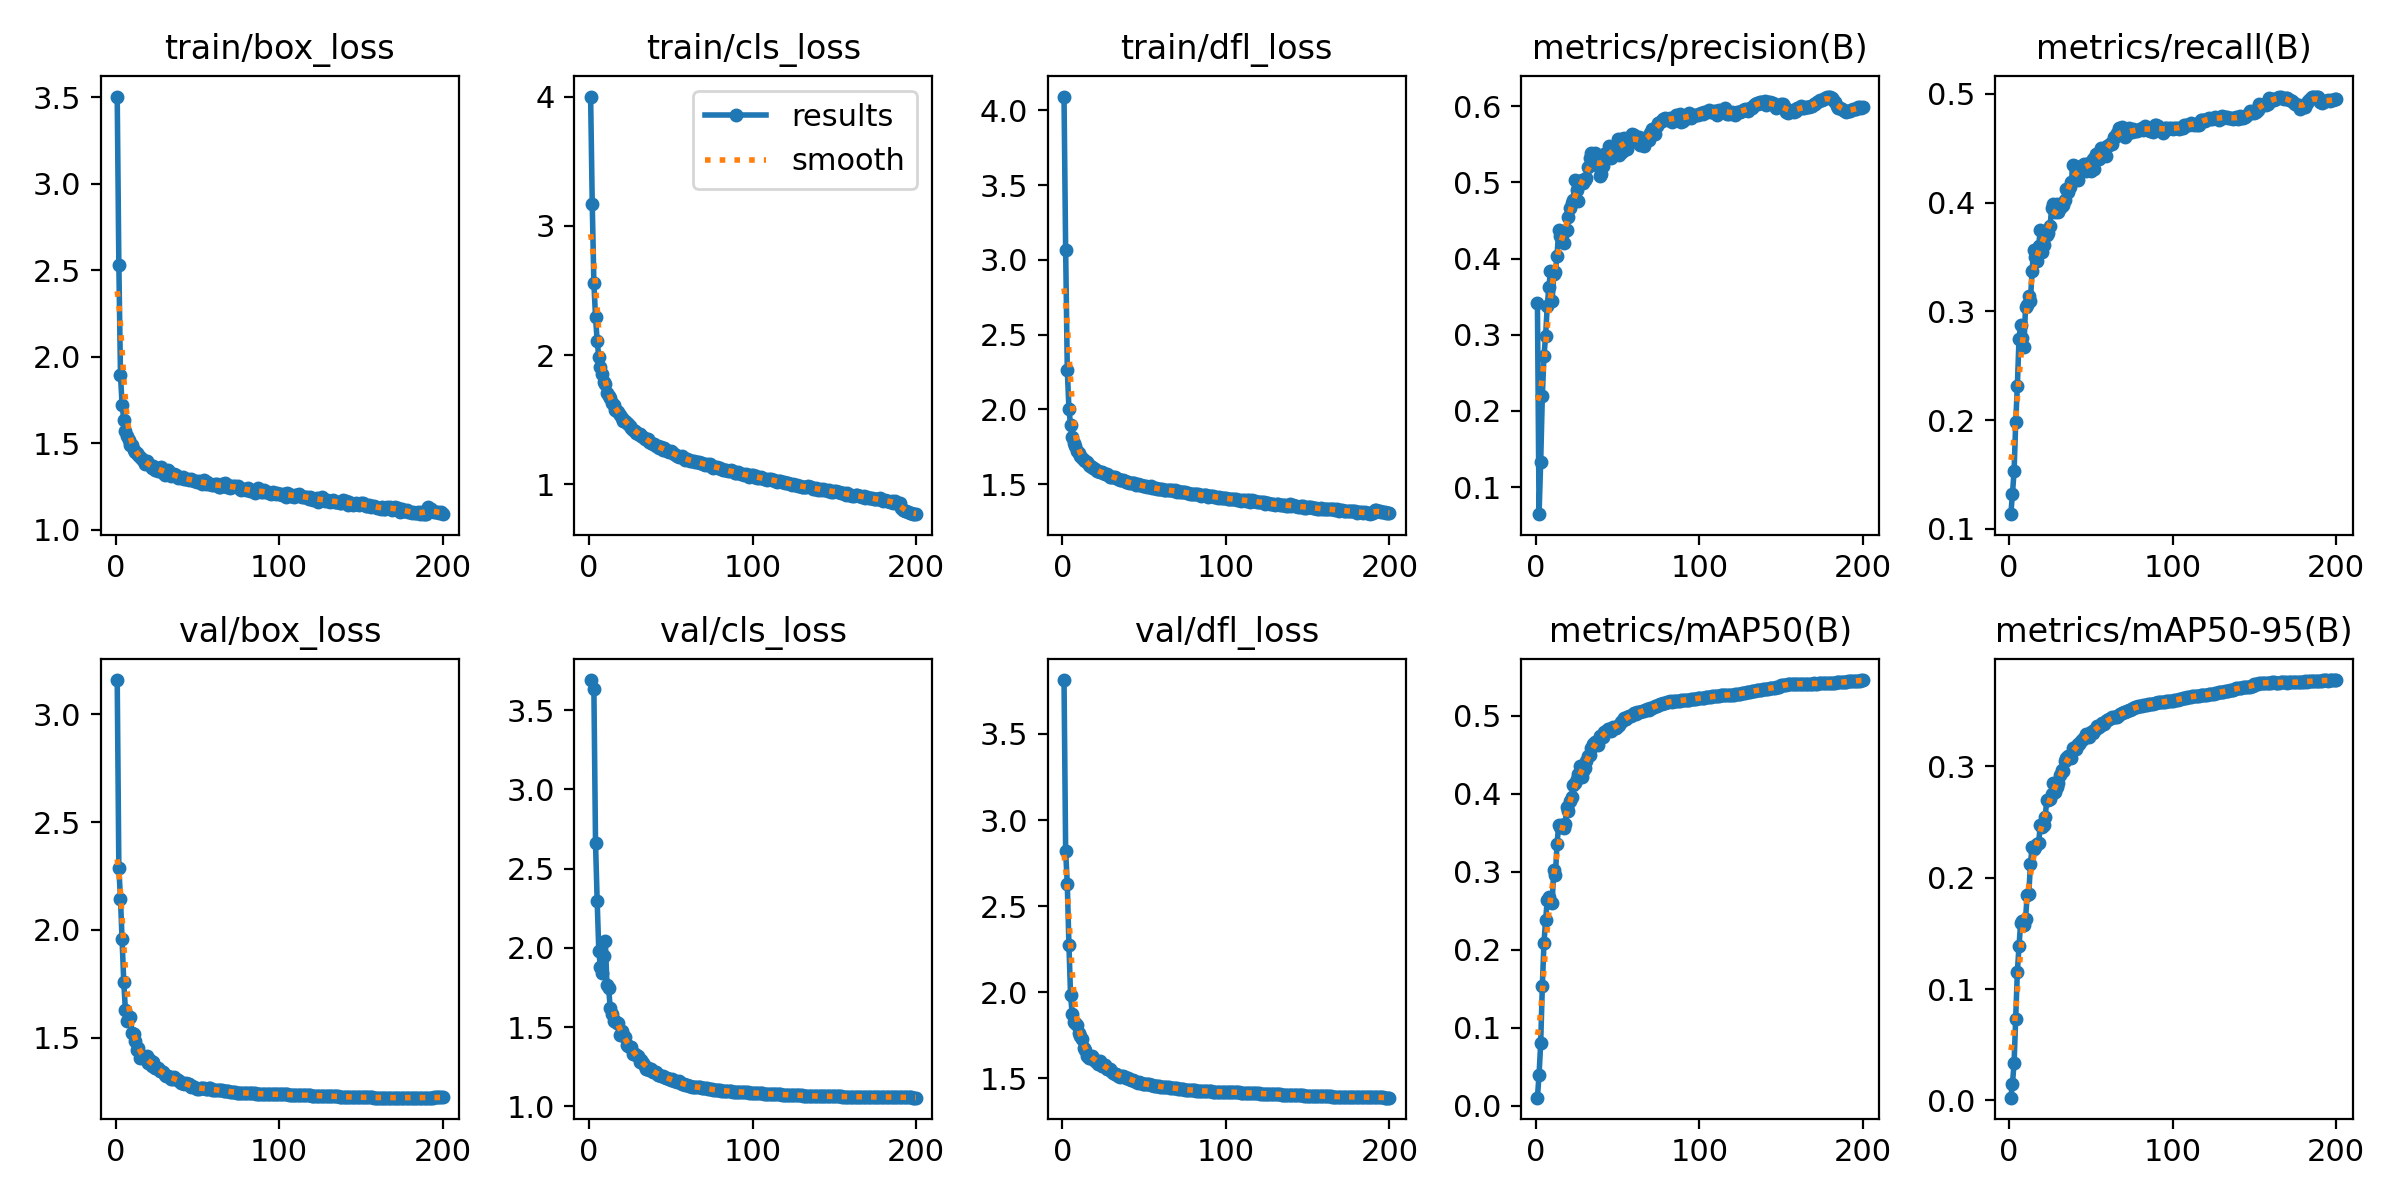 train/box_loss
3.5
3.0
2.5
2.0
1.5
1.0
0 100 200
train/cls_loss
results
smooth
4
3
2
1
0 100 200
train/dfl_loss
4.0
3.5
3.0
2.5
2.0
1.5
0 100 200
metrics/precision(B)
0.6
0.5
0.4
0.3
0.2
0.1
0 100 200
metrics/recall(B)
0.5
0.4
0.3
0.2
0.1
0 100 200
val/box_loss
3.0
2.5
2.0
1.5
0 100 200
val/cls_loss
3.5
3.0
2.5
2.0
1.5
1.0
0 100 200
val/dfl_loss
3.5
3.0
2.5
2.0
1.5
0 100 200
metrics/mAP50(B)
0.5
0.4
0.3
0.2
0.1
0.0
0 100 200
metrics/mAP50-95(B)
0.3
0.2
0.1
0.0
0 100 200